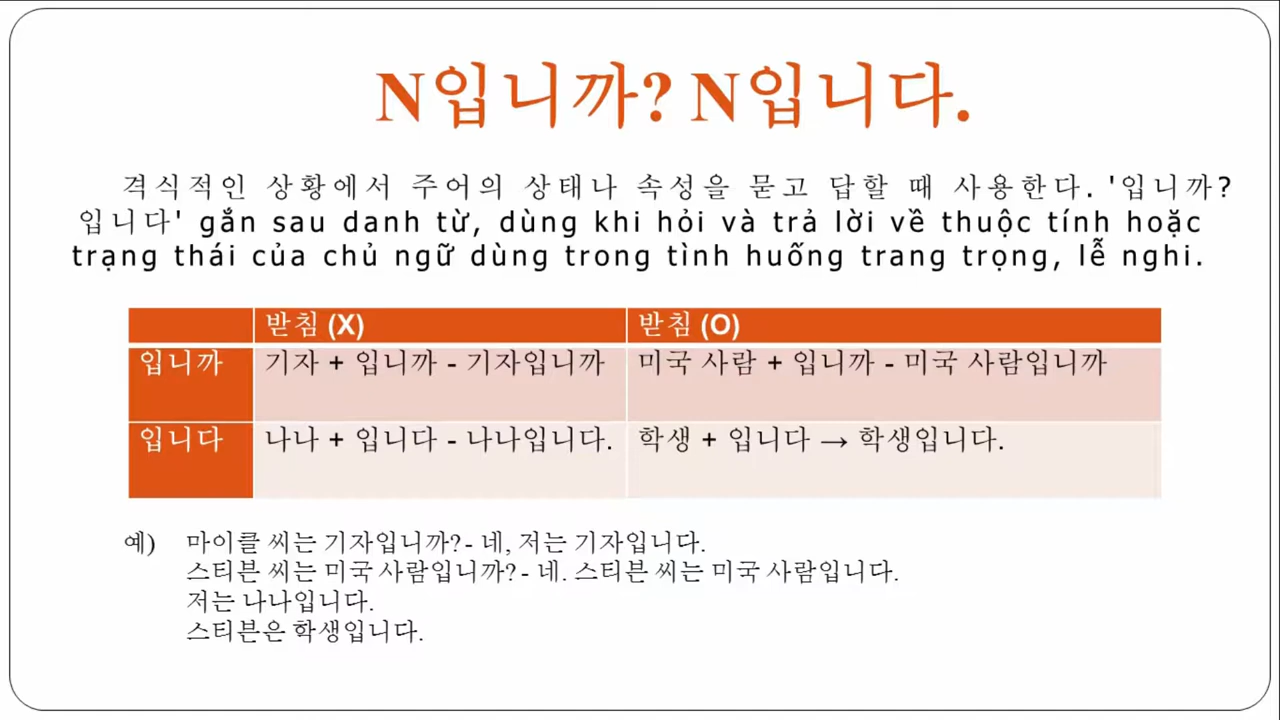 N입니까? N입니다.
격식적인 상황에서 주어의 상태나 속성을 묻고 답할 때 사용한다. '입니까?
입니다' gắn sau danh từ, dùng khi hỏi và trả lời về thuộc tính hoặc
trạng thái của chủ ngữ dùng trong tình huống trang trọng, lễ nghi.
받침 (X) 받침 (O)
입니까 기자 + 입니까 - 기자입니까 미국 사람 + 입니까 - 미국 사람입니까
입니다 나나 + 입니다 - 나나입니다. 학생 + 입니다 → 학생입니다.
예) 마이클 씨는 기자입니까? - 네, 저는 기자입니다.
스티븐 씨는 미국 사람입니까? - 네. 스티븐 씨는 미국 사람입니다.
저는 나나입니다.
스티븐은 학생입니다.